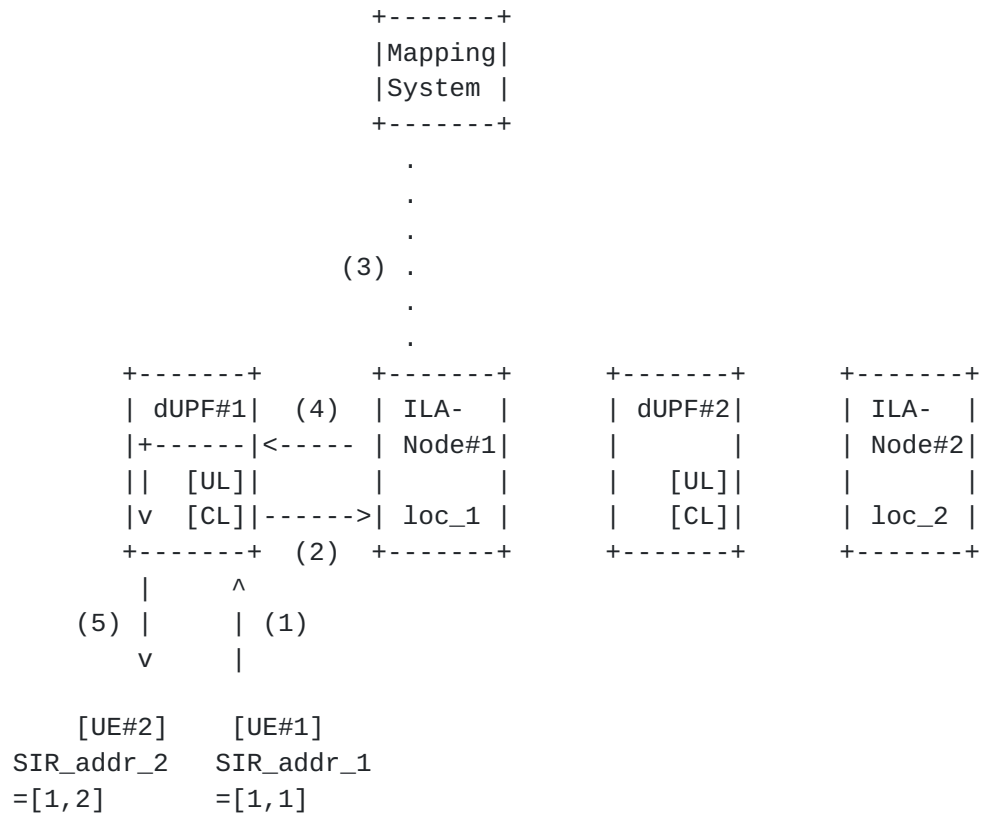 +-------+
|Mapping|
|System |
+-------+
.
.
.
(3) .
.
.
+-------+ +-------+ +-------+ +-------+
| dUPF#1| (4) | ILA- | | dUPF#2| | ILA- |
|+------|<----- | Node#1| | | | Node#2|
|| [UL]| | | | [UL]| | |
|v [CL]|------>| loc_1 | | [CL]| | loc_2 |
+-------+ (2) +-------+ +-------+ +-------+
| ^
(5) | | (1)
v |
[UE#2] [UE#1]
SIR_addr_2 SIR_addr_1
=[1,2] =[1,1]